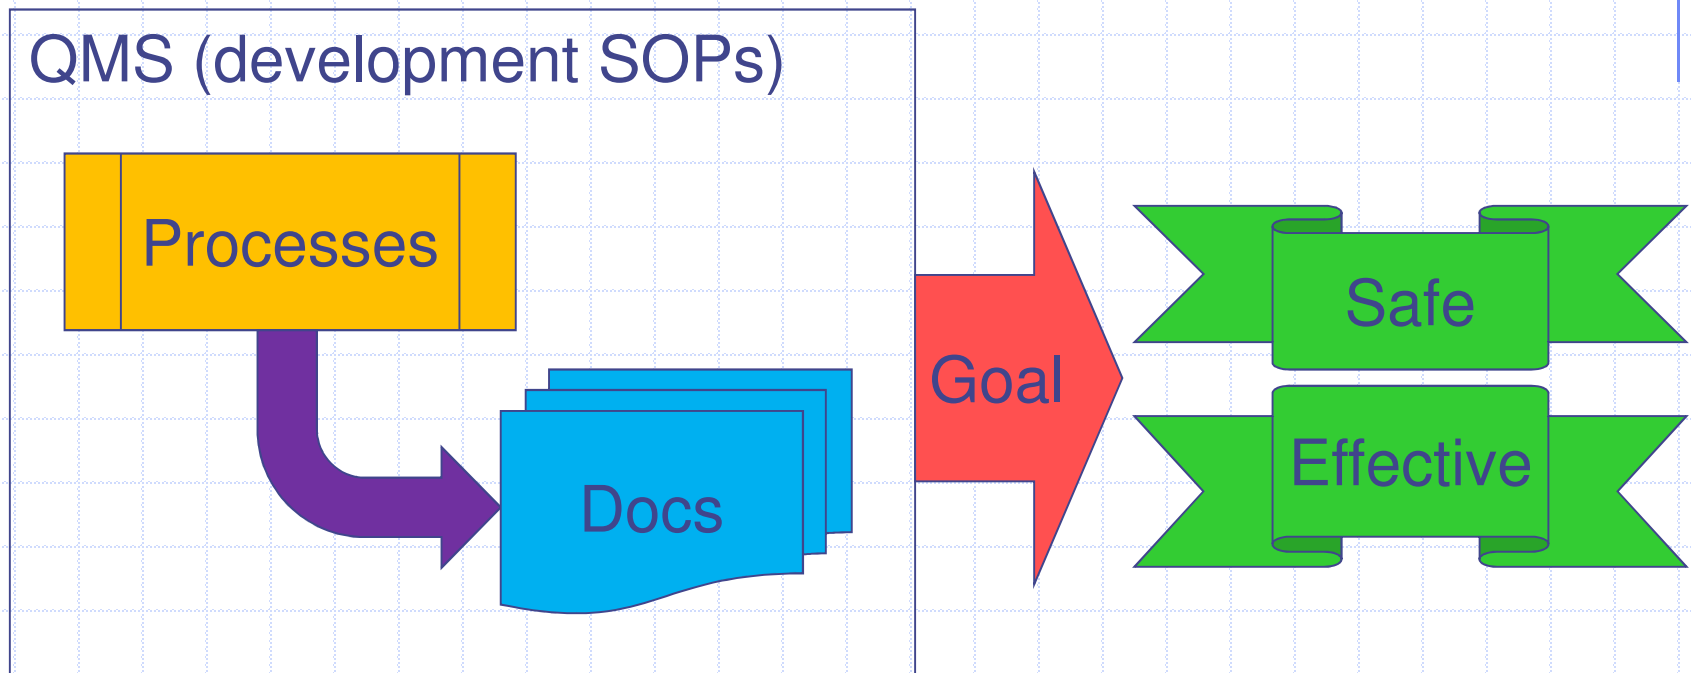 QMS (development SOPs)
Processes
Docs
Goal
Safe
Effective